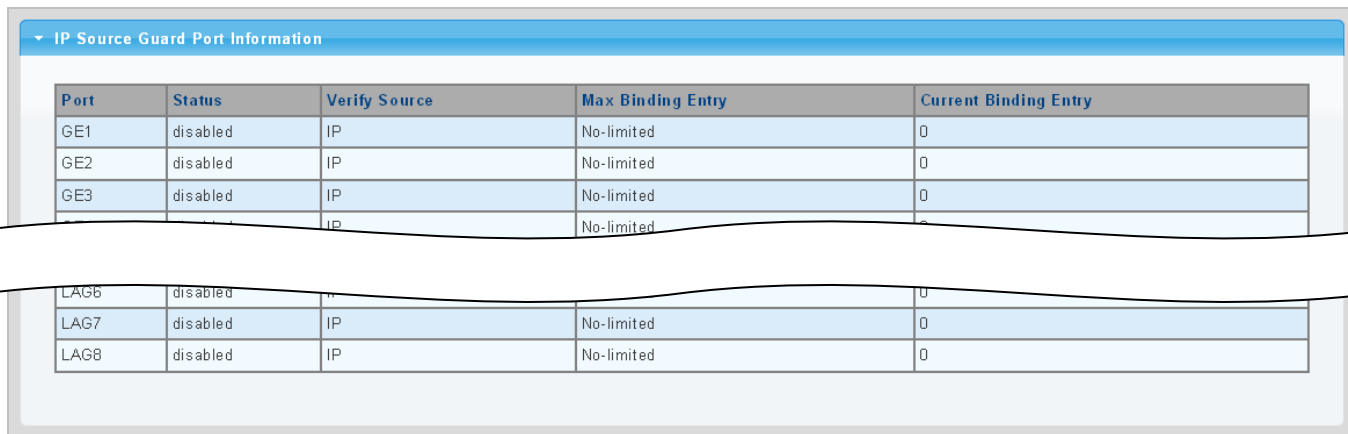 IP Source Guard Port Information
Port Status Verify Source Max Binding Entry Current Binding Entry
GE1 disabled IP No-limited 0
GE2 disabled IP No-limited 0
GE3 disabled IP No-limited 0
IP No-limited
LAG6 disabled 0
LAG7 disabled IP No-limited 0
LAG8 disabled IP No-limited 0